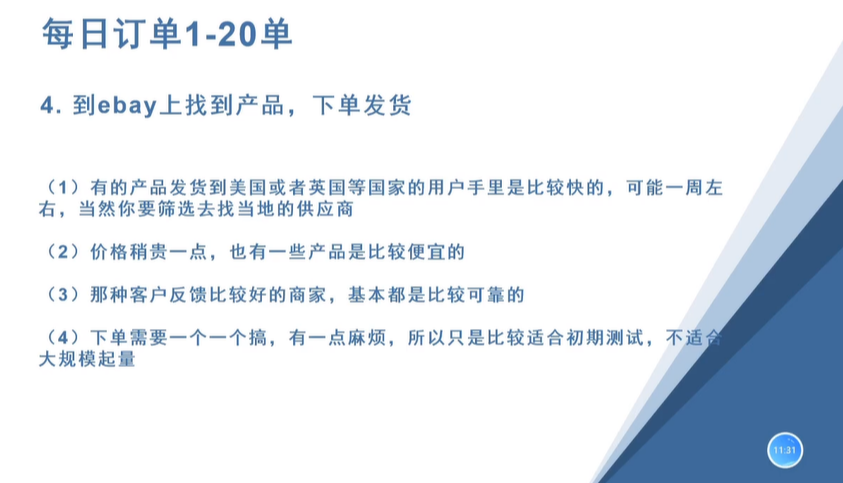 每日订单1-20单
4. 到ebay上找到产品，下单发货
（1）有的产品发货到美国或者英国等国家的用户手里是比较快的，可能一周左
右，当然你要筛选去找当地的供应商
（2）价格稍贵一点，也有一些产品是比较便宜的
（3）那种客户反馈比较好的商家，基本都是比较可靠的
（4）下单需要一个一个搞，有一点麻烦，所以只是比较适合初期测试，不适合
大规模起量
11:31